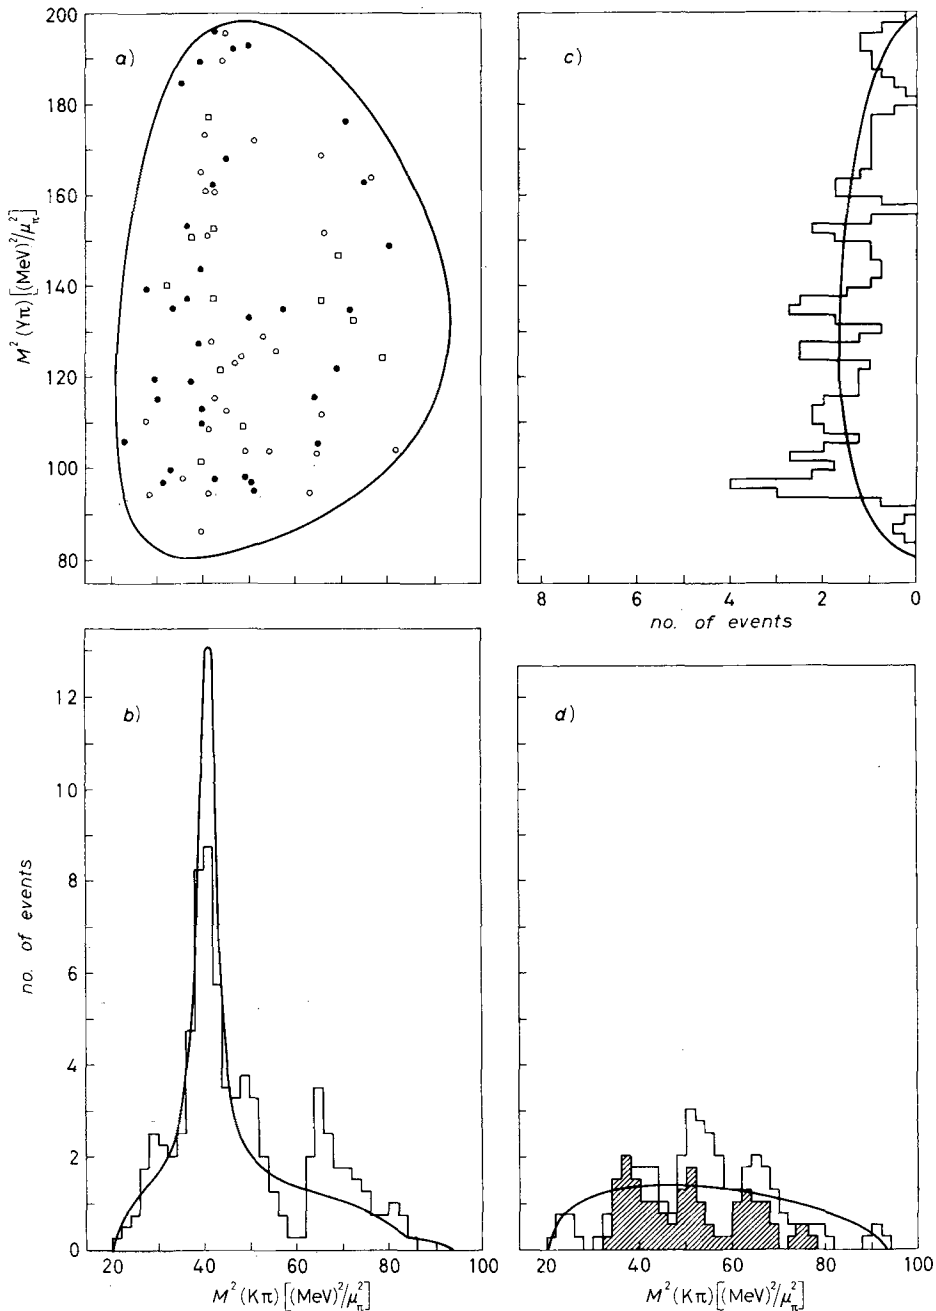 a)
200
180
160
140
120
100
80
M²(Yπ)[(MeV)²/μ²π]
c)
8 6 4 2 0
no. of events
b)
12
10
8
6
4
2
0
no. of events
20 40 60 80 100
M²(Kπ)[(MeV)²/μ²π]
d)
20 40 60 80 100
M²(Kπ)[(MeV)²/μ²π]